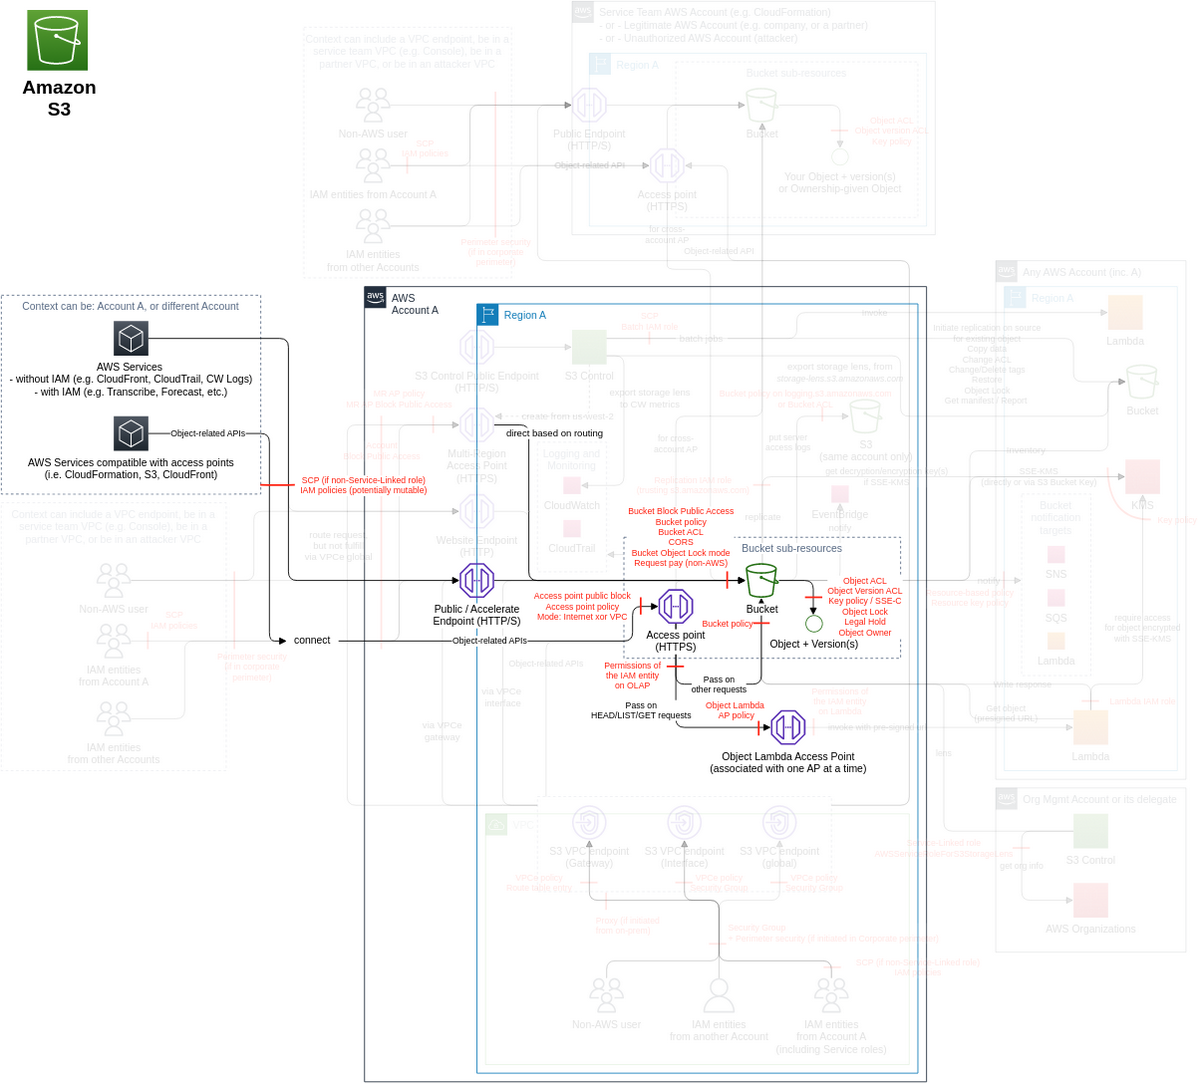 Amazon
S3
Service Team AWS Account (e.g. CloudFormation)
- or - Legitimate AWS Account (e.g. company, or a partner)
- or - Unauthorized AWS Account (attacker)
Context can include a VPC endpoint, be in a
service team VPC (e.g. Console), be in a
partner VPC, or be in an attacker VPC
Region A
Bucket sub-resources
Non-AWS user
SCP
IAM policies
IAM entities from Account A
IAM entities
from other Accounts
Perimeter security
(if in corporate
perimeter)
Public Endpoint
(HTTP/S)
Object-related API
Access point
(HTTPS)
Bucket
Object ACL
Object version ACL
Key policy
Your Object + version(s)
or Ownership-given Object
for cross-
account AP
Object-related API
aws
Any AWS Account (inc. A)
Region A
Lambda
Bucket
KMS
Key policy
Bucket
notification
targets
SNS
SQS
Lambda
require access
for object encrypted
with SSE-KMS
Lambda IAM role
Lambda
Context can be: Account A, or different Account
AWS Services
- without IAM (e.g. CloudFront, CloudTrail, CW Logs)
- with IAM (e.g. Transcribe, Forecast, etc.)
Object-related APIs
AWS Services compatible with access points
(i.e. CloudFormation, S3, CloudFront)
SCP (if non-Service-Linked role)
IAM policies (potentially mutable)
aws
AWS
Account A
Region A
SCP
Batch IAM role
batch jobs
invoke
S3 Control Public Endpoint
(HTTP/S)
S3 Control
Initiate replication on source
for existing object
Copy data
Change ACL
Change/Delete tags
Restore
Object Lock
Get manifest / Report
export storage lens, from
storage-lens.s3.amazonaws.com
export storage lens
to CW metrics
MR AP policy
MR AP Block Public Access
Bucket policy on logging.s3.amazonaws.com
or bucket ACL
create from us-west-2
direct based on routing
Account
Block Public Access
Multi-Region
Access Point
(HTTP/S)
Logging and
Monitoring
CloudWatch
CloudTrail
for cross-
account AP
put server
access logs
S3
(same account only)
Inventory
get decryption/encryption key(s)
if SSE-KMS
SSE-KMS
(directly or via S3 Bucket Key)
Replication IAM role
replicate
EventBridge
notify
Website Endpoint
(HTTP)
route request
but not fulfill
via VPCe global
Bucket Block Public Access
Bucket policy
Bucket ACL
CORS
Bucket Object Lock mode
Request pay (non-AWS)
Bucket sub-resources
Public / Accelerate
Endpoint (HTTP/S)
Access point public block
Access point policy
Mode: Internet xor VPC
Bucket
Object ACL
Object Version ACL
Key policy / SSE-C
Object Lock
Legal Hold
Object Owner
notify
Resource-based policy
Resource key policy
connect
Object-related APIs
Access point
(HTTPS)
Bucket policy
Object + Version(s)
Object-related APIs
Permissions of
the IAM entity
on OLAP
Pass on
other requests
Write response
Pass on
HEAD/LIST/GET requests
Object Lambda
AP policy
Permissions of
the IAM entity
on Lambda
Get object
(presigned URL)
Object Lambda Access Point
(associated with one AP at a time)
lens
via VPCe
interface
via VPCe
gateway
Context can include a VPC endpoint, be in a
service team VPC (e.g. Console), be in a
partner VPC, or be in an attacker VPC
Non-AWS user
SCP
IAM policies
IAM entities
from Account A
Perimeter security
(if in corporate
perimeter)
IAM entities
from other Accounts
VPC
S3 VPC endpoint
(Gateway)
S3 VPC endpoint
(Interface)
S3 VPC endpoint
(global)
VPCe policy
Route table entry
VPCe policy
Security Group
VPCe policy
Security Group
Proxy (if initiated
from on-prem)
Security Group
+ Perimeter security (if initiated in Corporate perimeter)
SCP (if non-Service-Linked role)
IAM policies
Non-AWS user
IAM entities
from another Account
IAM entities
from Account A
(including Service roles)
aws
Org Mgmt Account or its delegate
Service-Linked role
AWSServiceRoleForS3StorageLens
get org info
S3 Control
AWS Organizations